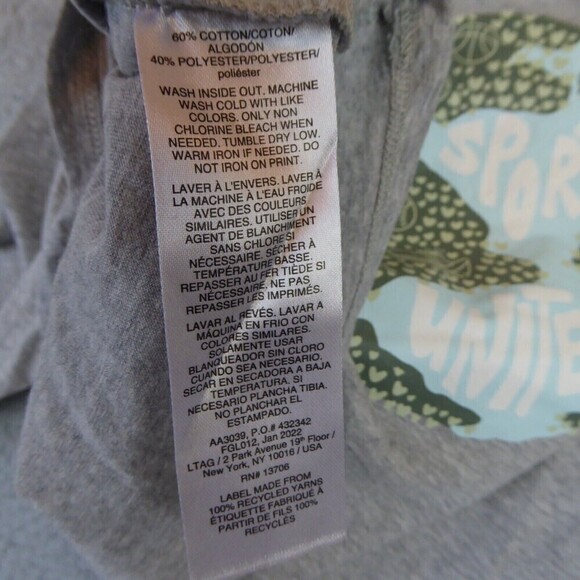 60% COTTON/COTON/
ALGODÓN
40% POLYESTER/POLYESTER/
poliéster
WASH INSIDE OUT. MACHINE
WASH COLD WITH LIKE
COLORS. ONLY NON
CHLORINE BLEACH WHEN
NEEDED. TUMBLE DRY LOW.
WARM IRON IF NEEDED. DO
NOT IRON ON PRINT.
LAVER À L'ENVERS. LAVER À
LA MACHINE À L'EAU FROIDE
AVEC DES COULEURS
SIMILAIRES. UTILISER UN
AGENT DE BLANCHIMENT
SANS CHLORE SI
NÉCESSAIRE. SÉCHER À
TEMPÉRATURE BASSE.
REPASSER AU FER TIÈDE SI
NÉCESSAIRE, NE PAS
REPASSER LES IMPRIMÉS.
LAVAR AL REVÉS. LAVAR A
MÁQUINA EN FRIO CON
COLORES SIMILARES.
SOLAMENTE USAR
BLANQUEADOR SIN CLORO
CUANDO SEA NECESARIO.
SECAR EN SECADORA A BAJA
TEMPERATURA. SI
NECESARIO PLANCHA TIBIA.
NO PLANCHAR EL
ESTAMPADO.
AA3039, P.O.# 432342
FGL012, Jan 2022
LTAG / 2 Park Avenue 19th Floor /
New York, NY 10016 / USA
RN# 13706
LABEL MADE FROM
100% RECYCLED YARNS
ÉTIQUETTE FABRIQUÉ À
PARTIR DE FILS 100%
RECYCLÉS
SPOR
UNITE